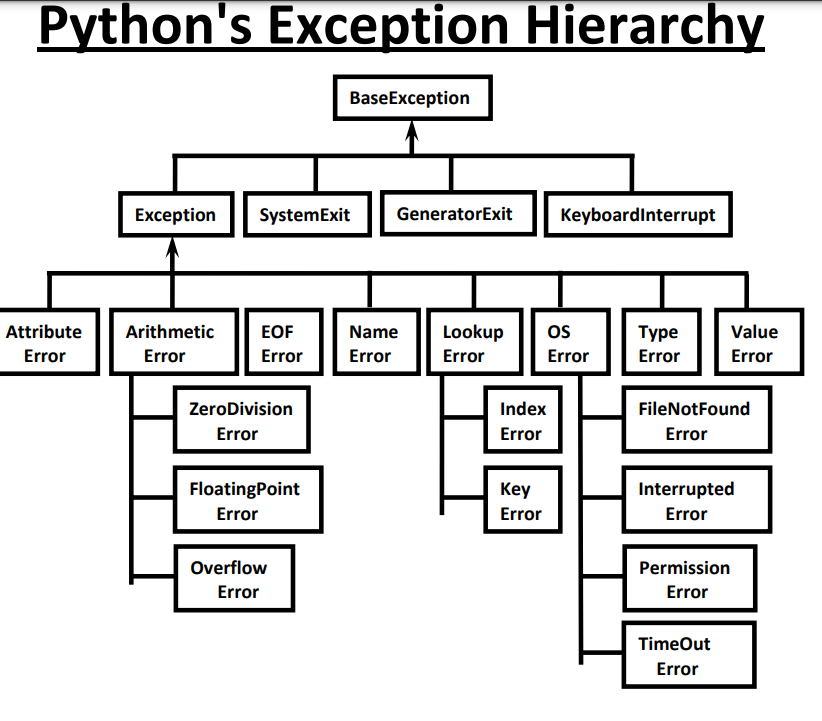 Python's Exception Hierarchy
BaseException
Exception
SystemExit
GeneratorExit
KeyboardInterrupt
Attribute
Error
Arithmetic
Error
EOF
Error
Name
Error
Lookup
Error
OS
Error
Type
Error
Value
Error
ZeroDivision
Error
FloatingPoint
Error
Overflow
Error
Index
Error
Key
Error
FileNotFound
Error
Interrupted
Error
Permission
Error
TimeOut
Error